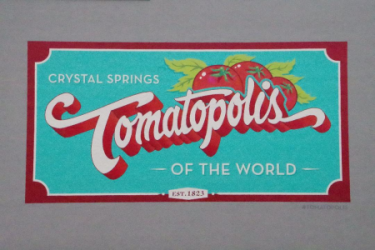 CRYSTAL SPRINGS
Tomatopolis
OF THE WORLD
EST. 1823